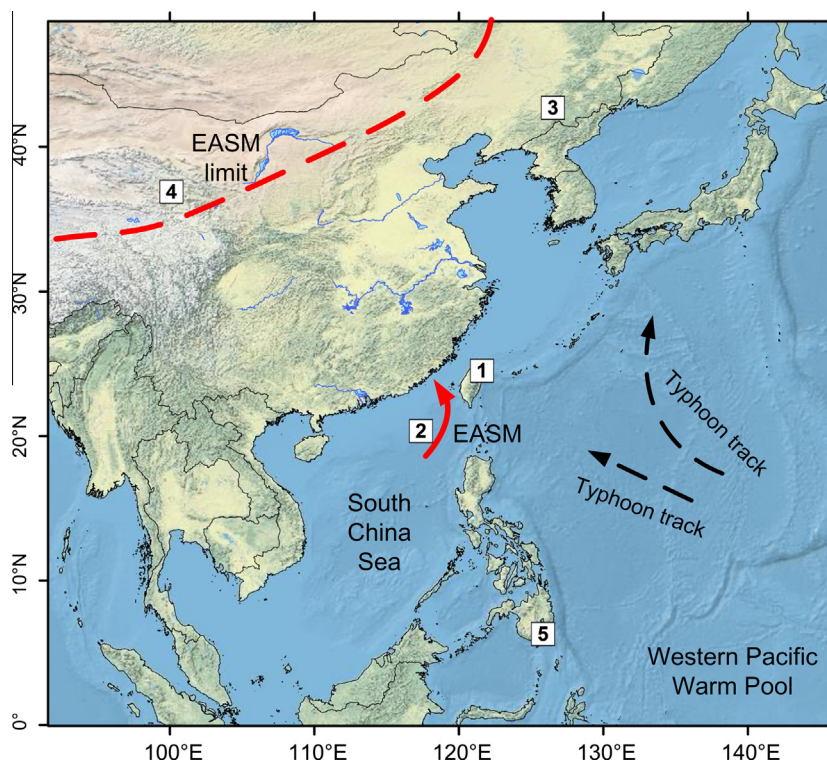 3
40°N
EASM
limit
4
30°N
1
Typhoon track
20°N
2
EASM
Typhoon track
South
China
Sea
10°N
5
Western Pacific
Warm Pool
0°
100°E
110°E
120°E
130°E
140°E